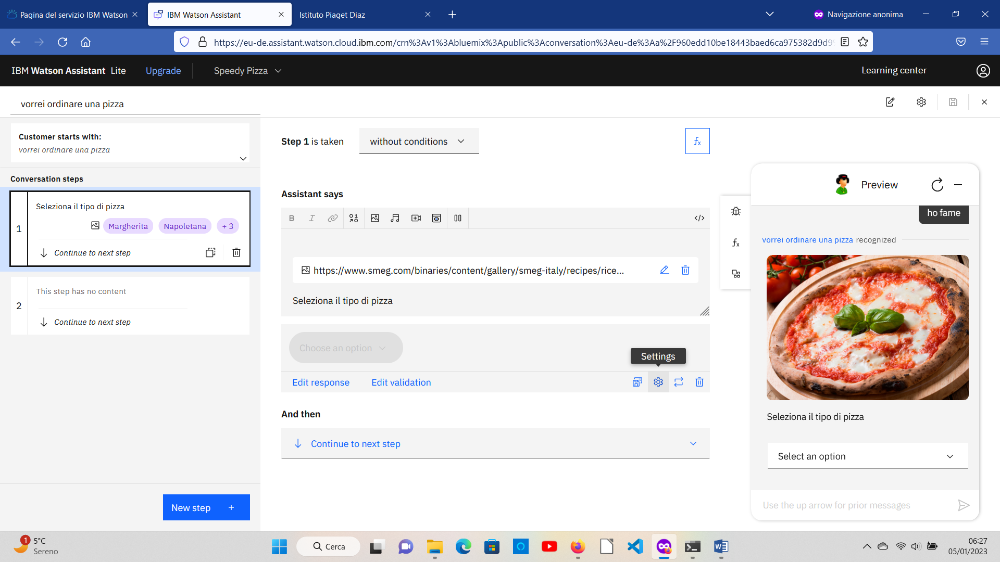 Pagina del servizio IBM Watson
IBM Watson Assistant
Istituto Piaget Diaz
Navigazione anonima
https://eu-de.assistant.watson.cloud.ibm.com/crn%3Av1%3Abluemix%3Apublic%3Aconversation%3Aeu-de%3Aa%2F960edd10be18443baed6ca975382d9d9
IBM Watson Assistant Lite
Upgrade
Speedy Pizza
Learning center
vorrei ordinare una pizza
Customer starts with:
vorrei ordinare una pizza
Conversation steps
1
Seleziona il tipo di pizza
Margherita
Napoletana
+ 3
Continue to next step
2
This step has no content
Continue to next step
New step +
Step 1 is taken
without conditions
fx
Assistant says
B I
</>
https://www.smeg.com/binaries/content/gallery/smeg-italy/recipes/rice...
Seleziona il tipo di pizza
Choose an option
Settings
Edit response
Edit validation
And then
Continue to next step
fx
Preview
ho fame
vorrei ordinare una pizza recognized
Seleziona il tipo di pizza
Select an option
Use the up arrow for prior messages
1
5°C
Sereno
Cerca
06:27
05/01/2023